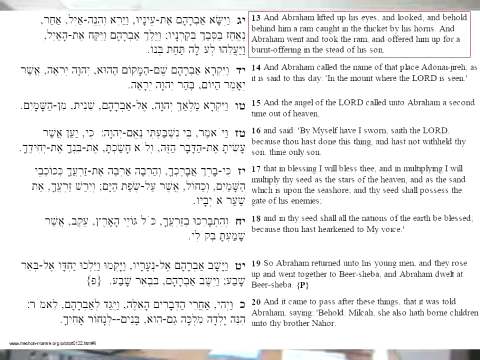 יג וַיִּשָּׂא אַבְרָהָם אֶת-עֵינָיו, וַיַּרְא וְהִנֵּה-אַיִל, אַחַר,
נֶאֱחַז בַּסְּבַךְ בְּקַרְנָיו; וַיֵּלֶךְ אַבְרָהָם וַיִּקַּח אֶת-הָאַיִל,
וַיַּעֲלֵהוּ לְעֹלָה תַּחַת בְּנוֹ.
13 And Abraham lifted up his eyes, and looked, and behold
behind him a ram caught in the thicket by his horns. And
Abraham went and took the ram, and offered him up for a
burnt-offering in the stead of his son.
יד וַיִּקְרָא אַבְרָהָם שֵׁם-הַמָּקוֹם הַהוּא, יְהוָה יִרְאֶה, אֲשֶׁר
יֵאָמֵר הַיּוֹם, בְּהַר יְהוָה יֵרָאֶה.
14 And Abraham called the name of that place Adonai-jireh; as
it is said to this day: 'In the mount where the LORD is seen.'
טו וַיִּקְרָא מַלְאַךְ יְהוָה, אֶל-אַבְרָהָם, שֵׁנִית, מִן-הַשָּׁמָיִם.
15 And the angel of the LORD called unto Abraham a second
time out of heaven,
טז וַיֹּאמֶר, בִּי נִשְׁבַּעְתִּי נְאֻם-יְהוָה: כִּי, יַעַן אֲשֶׁר
עָשִׂיתָ אֶת-הַדָּבָר הַזֶּה, וְלֹא חָשַׂכְתָּ, אֶת-בִּנְךָ אֶת-יְחִידֶךָ.
16 and said: 'By Myself have I sworn, saith the LORD,
because thou hast done this thing, and hast not withheld thy
son, thine only son,
יז כִּי-בָרֵךְ אֲבָרֶכְךָ, וְהַרְבָּה אַרְבֶּה אֶת-זַרְעֲךָ כְּכוֹכְבֵי
הַשָּׁמַיִם, וְכַחוֹל, אֲשֶׁר עַל-שְׂפַת הַיָּם; וְיִרַשׁ זַרְעֲךָ, אֵת
שַׁעַר אֹיְבָיו.
17 that in blessing I will bless thee, and in multiplying I will
multiply thy seed as the stars of the heaven, and as the sand
which is upon the seashore; and thy seed shall possess the
gate of his enemies;
יח וְהִתְבָּרְכוּ בְזַרְעֲךָ, כֹּל גּוֹיֵי הָאָרֶץ, עֵקֶב, אֲשֶׁר
שָׁמַעְתָּ בְּקֹלִי.
18 and in thy seed shall all the nations of the earth be blessed;
because thou hast hearkened to My voice.'
יט וַיָּשָׁב אַבְרָהָם אֶל-נְעָרָיו, וַיָּקֻמוּ וַיֵּלְכוּ יַחְדָּו אֶל-בְּאֵר
שָׁבַע; וַיֵּשֶׁב אַבְרָהָם, בִּבְאֵר שָׁבַע. {פ}
19 So Abraham returned unto his young men, and they rose
up and went together to Beer-sheba; and Abraham dwelt at
Beer-sheba. {P}
כ וַיְהִי, אַחֲרֵי הַדְּבָרִים הָאֵלֶּה, וַיֻּגַּד לְאַבְרָהָם, לֵאמֹר:
הִנֵּה יָלְדָה מִלְכָּה גַם-הִוא, בָּנִים--לְנָחוֹר אָחִיךָ.
20 And it came to pass after these things, that it was told
Abraham, saying: 'Behold, Milcah, she also hath borne children
unto thy brother Nahor:
www.mechon-mamre.org/p/pt/pt0122.htm#6